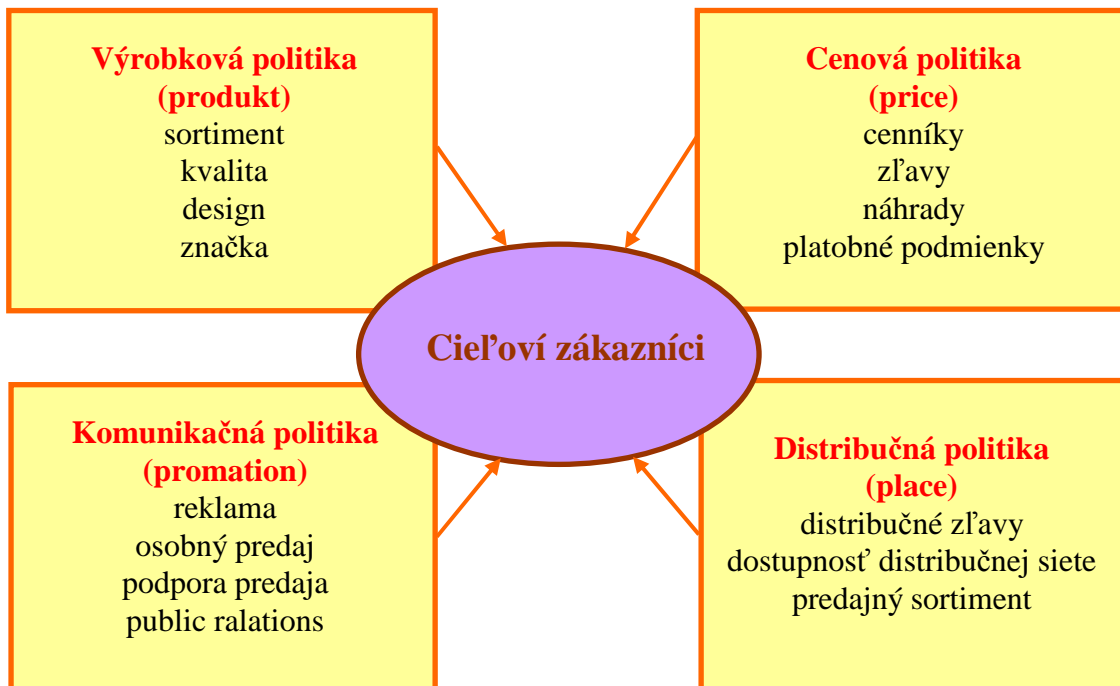 Výrobková politika
(produkt)
sortiment
kvalita
design
značka
Cenová politika
(price)
cenníky
zľavy
náhrady
platobné podmienky
Cieľoví zákazníci
Komunikačná politika
(promation)
reklama
osobný predaj
podpora predaja
public ralations
Distribučná politika
(place)
distribučné zľavy
dostupnosť distribučnej siete
predajný sortiment